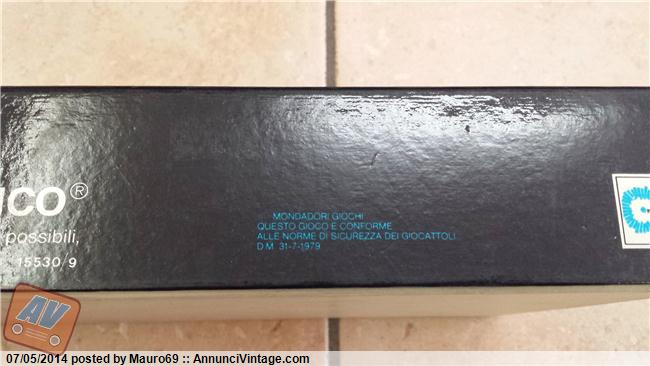 ico®
possibili,
15530/9
MONDADORI GIOCHI
QUESTO GIOCO E CONFORME
ALLE NORME DI SICUREZZA DEI GIOCATTOLI
D M 31-7-1979
AV
07/05/2014 posted by Mauro69 :: AnnunciVintage.com